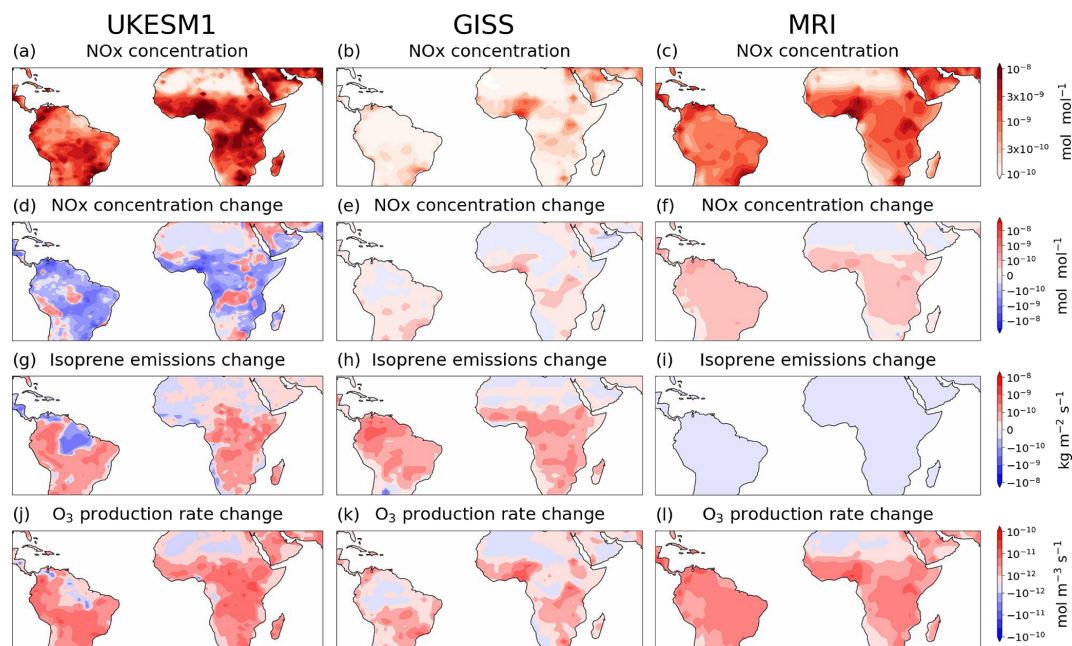 UKESM1 GISS MRI
(a) NOx concentration (b) NOx concentration (c) NOx concentration
10⁻⁸
3x10⁻⁹
10⁻⁹
3x10⁻¹⁰
10⁻¹⁰
mol mol⁻¹
(d) NOx concentration change (e) NOx concentration change (f) NOx concentration change
10⁻⁸
10⁻⁹
10⁻¹⁰
0
−10⁻¹⁰
−10⁻⁹
−10⁻⁸
mol mol⁻¹
(g) Isoprene emissions change (h) Isoprene emissions change (i) Isoprene emissions change
10⁻⁸
10⁻⁹
10⁻¹⁰
0
−10⁻¹⁰
−10⁻⁹
−10⁻⁸
kg m⁻² s⁻¹
(j) O₃ production rate change (k) O₃ production rate change (l) O₃ production rate change
10⁻¹⁰
10⁻¹¹
10⁻¹²
−10⁻¹²
−10⁻¹¹
−10⁻¹⁰
mol m⁻³ s⁻¹